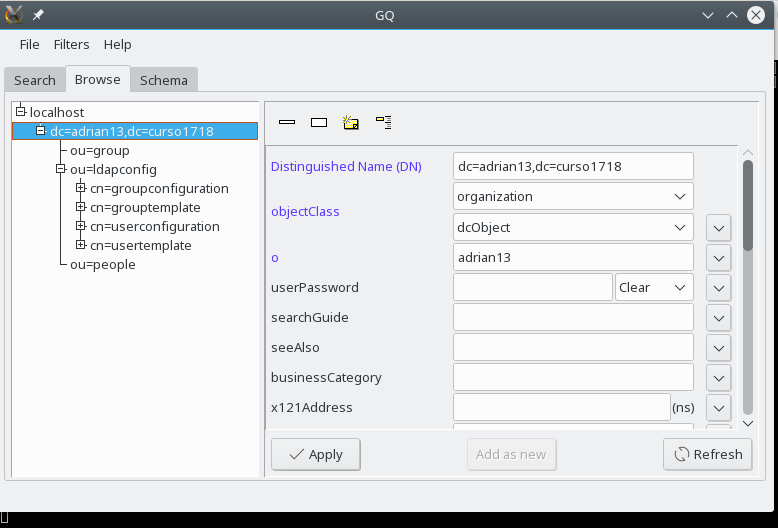 GQ
File Filters Help
Search Browse Schema
localhost
dc=adrian13,dc=curso1718
ou=group
ou=ldapconfig
cn=groupconfiguration
cn=grouptemplate
cn=userconfiguration
cn=usertemplate
ou=people
Distinguished Name (DN) dc=adrian13,dc=curso1718
objectClass organization
dcObject
o adrian13
userPassword Clear
searchGuide
seeAlso
businessCategory
x121Address (ns)
Apply Add as new Refresh